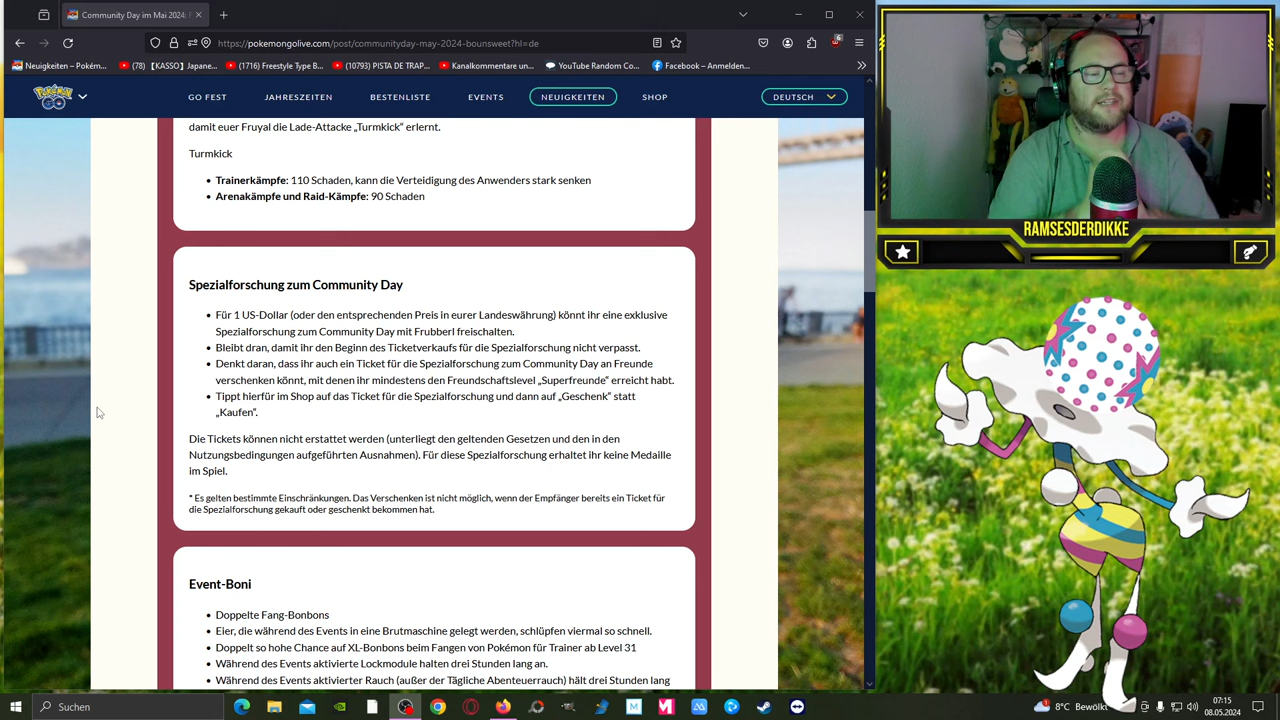 Community Day im Mai 2024: F
https://pokemongolive.com/post/communityday-may-2024-bounsweet?hl=de
6
Neuigkeiten – Pokém...
(78) 【KASSO】Japane...
(1716) Freestyle Type B...
(10793) PISTA DE TRAP...
Kanalkommentare un...
YouTube Random Co...
Facebook – Anmelden...
POKÉMON GO
GO FEST
JAHRESZEITEN
BESTENLISTE
EVENTS
NEUIGKEITEN
SHOP
DEUTSCH
damit euer Fruyal die Lade-Attacke „Turmkick“ erlernt.
Turmkick
• Trainerkämpfe: 110 Schaden, kann die Verteidigung des Anwenders stark senken
• Arenakämpfe und Raid-Kämpfe: 90 Schaden
Spezialforschung zum Community Day
• Für 1 US-Dollar (oder den entsprechenden Preis in eurer Landeswährung) könnt ihr eine exklusive
Spezialforschung zum Community Day mit Frubberl freischalten.
• Bleibt dran, damit ihr den Beginn des Ticketverkaufs für die Spezialforschung nicht verpasst.
• Denkt daran, dass ihr auch ein Ticket für die Spezialforschung zum Community Day an Freunde
verschenken könnt, mit denen ihr mindestens den Freundschaftslevel „Superfreunde“ erreicht habt.
• Tippt hierfür im Shop auf das Ticket für die Spezialforschung und dann auf „Geschenk“ statt
„Kaufen“.
Die Tickets können nicht erstattet werden (unterliegt den geltenden Gesetzen und den in den
Nutzungsbedingungen aufgeführten Ausnahmen). Für diese Spezialforschung erhaltet ihr keine Medaille
im Spiel.
* Es gelten bestimmte Einschränkungen. Das Verschenken ist nicht möglich, wenn der Empfänger bereits ein Ticket für
die Spezialforschung gekauft oder geschenkt bekommen hat.
Event-Boni
• Doppelte Fang-Bonbons
• Eier, die während des Events in eine Brutmaschine gelegt werden, schlüpfen viermal so schnell.
• Doppelt so hohe Chance auf XL-Bonbons beim Fangen von Pokémon für Trainer ab Level 31
• Während des Events aktivierte Lockmodule halten drei Stunden lang an.
• Während des Events aktivierter Rauch (außer der Tägliche Abenteuerrauch) hält drei Stunden lang
RAMSESDERDIKKE
Suchen
8°C Bewölkt
07:15
08.05.2024